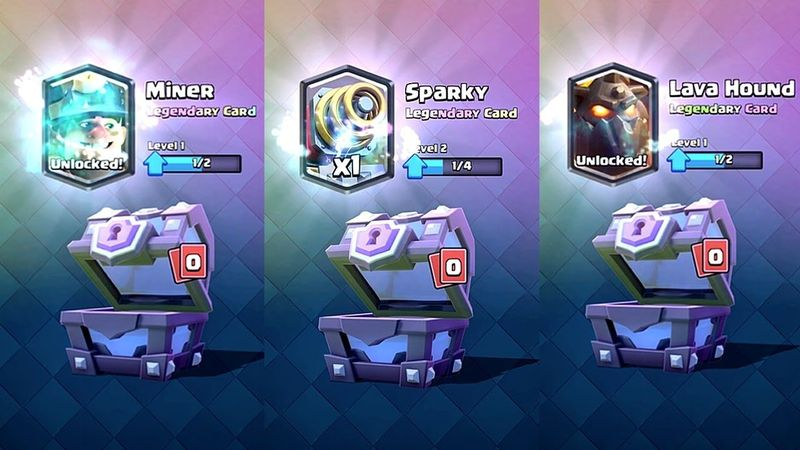 Miner
Legendary Card
Unlocked!
Level 1
1/2
0
Sparky
Legendary Card
x1
Level 2
1/4
0
Lava Hound
Legendary Card
Unlocked!
Level 1
1/2
0